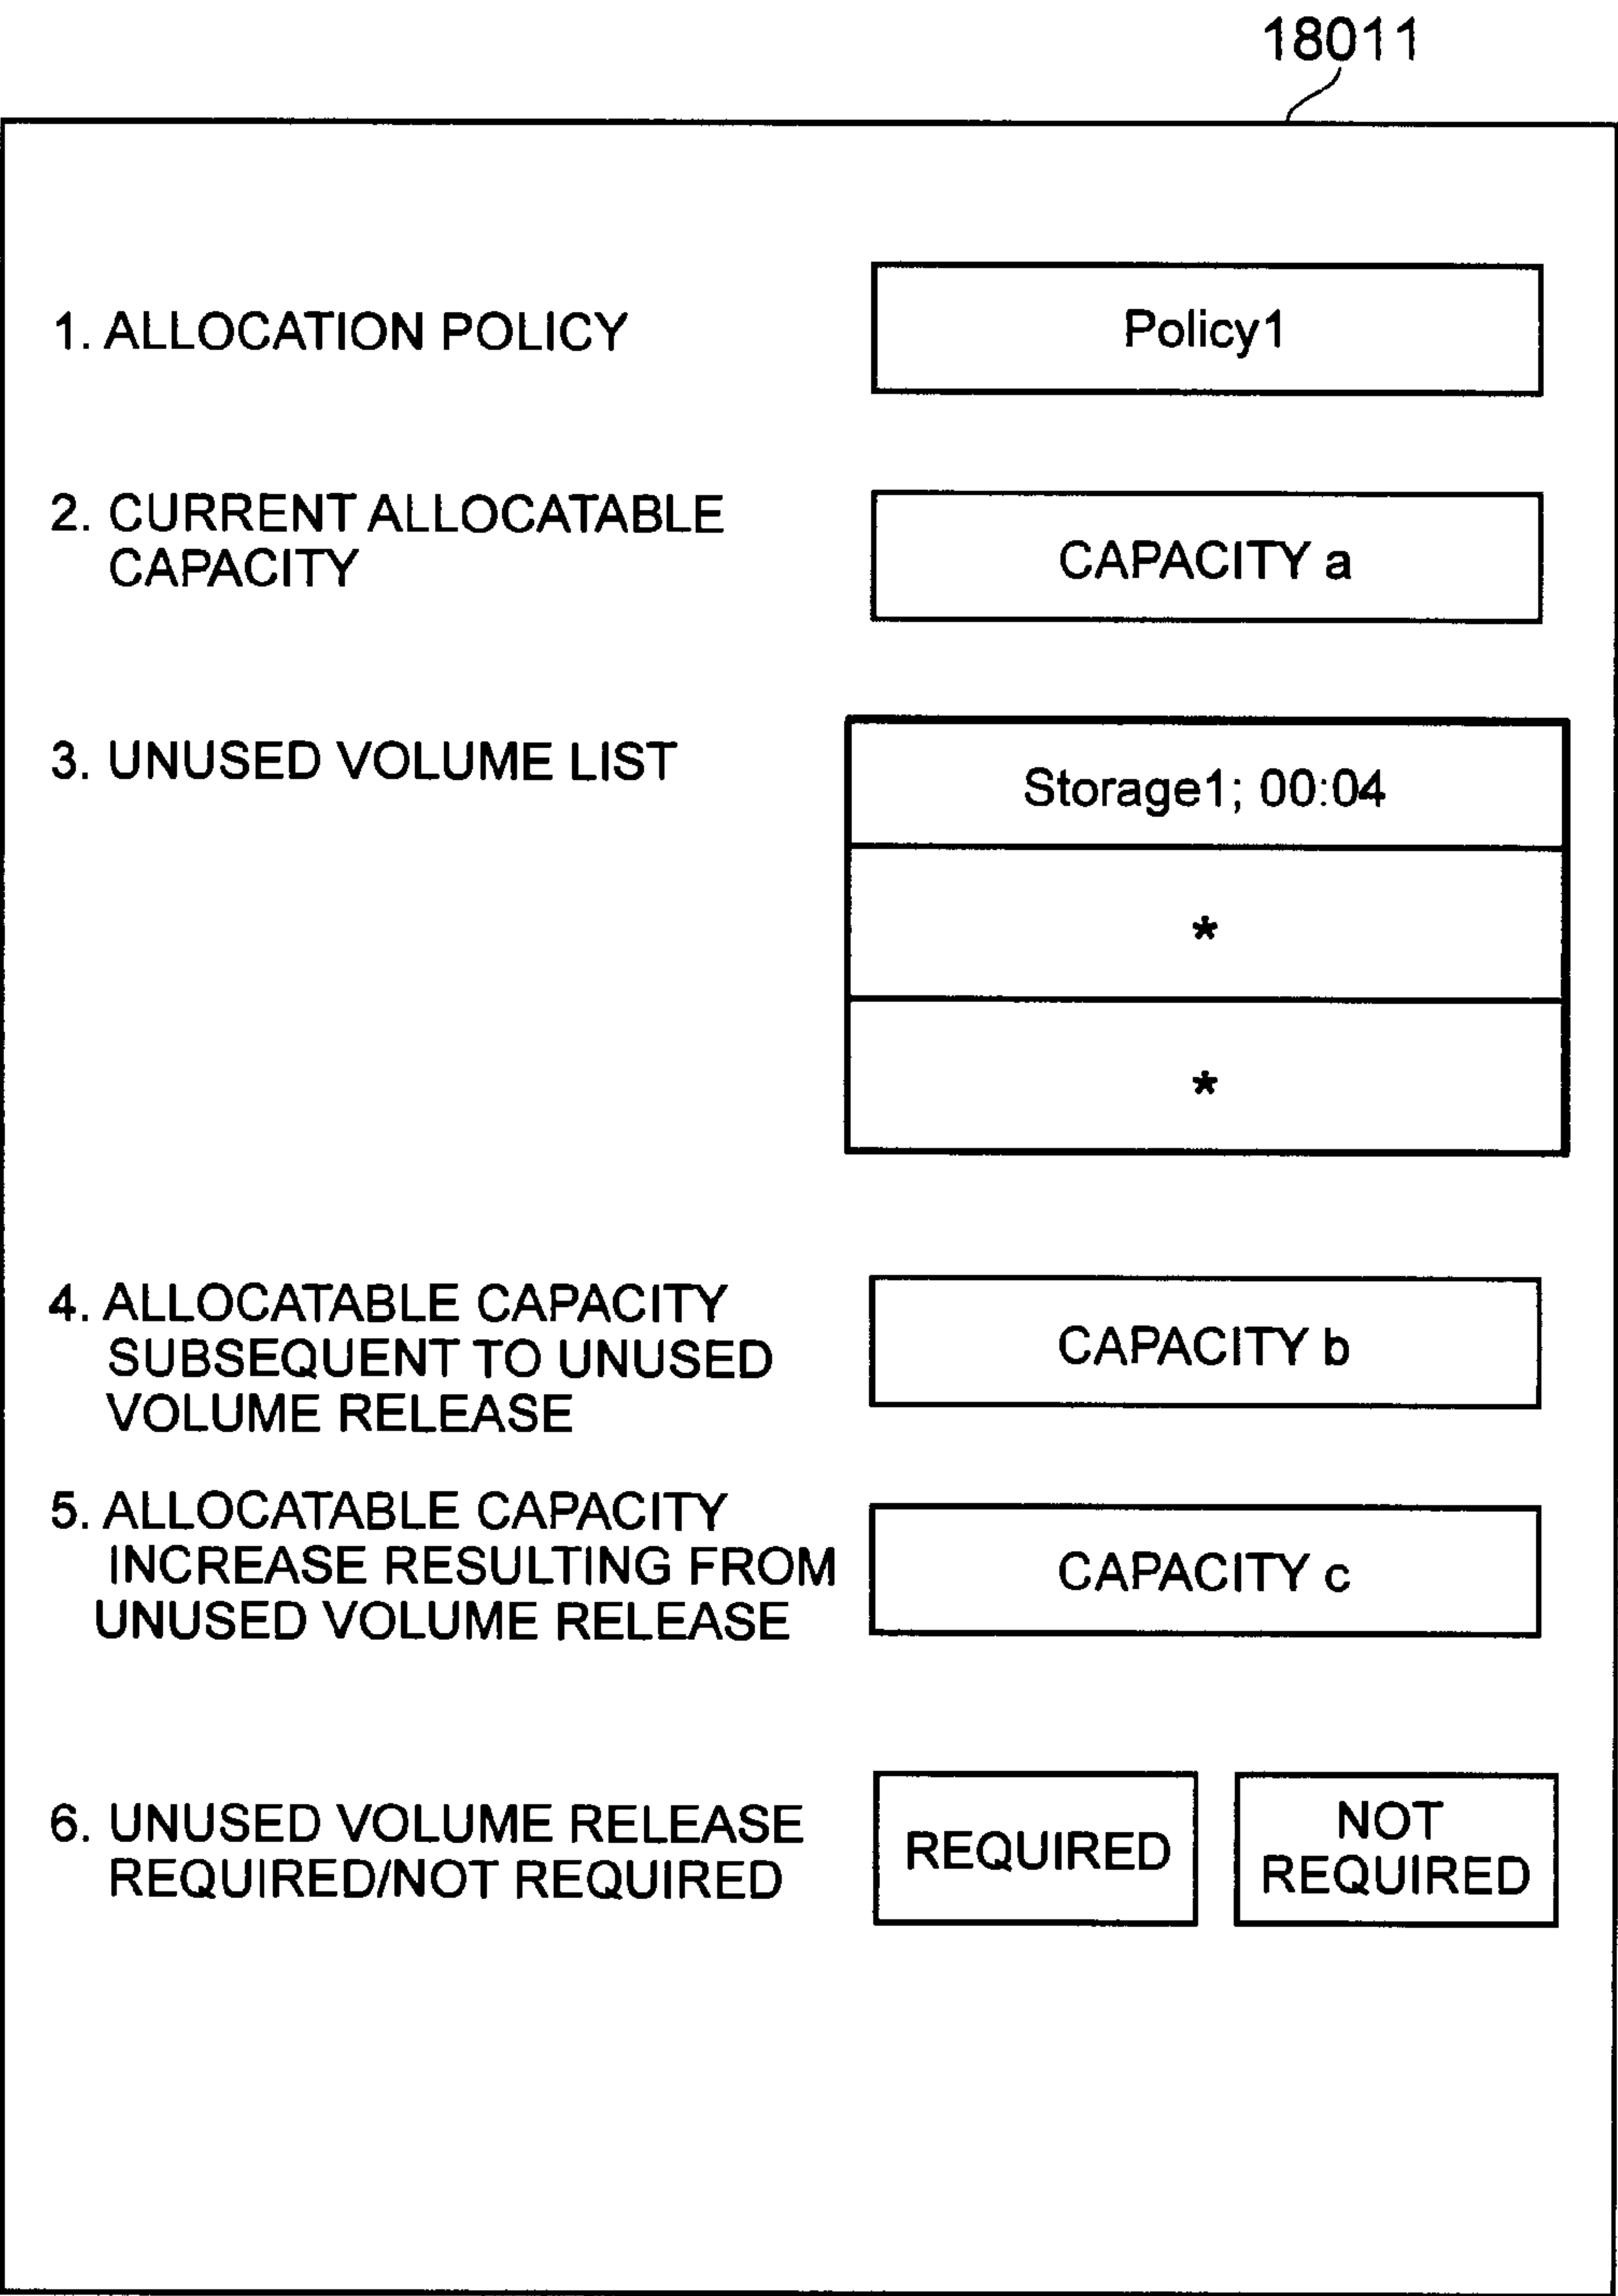 18011
1. ALLOCATION POLICY
Policy1
2. CURRENT ALLOCATABLE
CAPACITY
CAPACITY a
3. UNUSED VOLUME LIST
Storage1; 00:04
*
*
4. ALLOCATABLE CAPACITY
SUBSEQUENT TO UNUSED
VOLUME RELEASE
CAPACITY b
5. ALLOCATABLE CAPACITY
INCREASE RESULTING FROM
UNUSED VOLUME RELEASE
CAPACITY c
6. UNUSED VOLUME RELEASE
REQUIRED/NOT REQUIRED
REQUIRED
NOT
REQUIRED